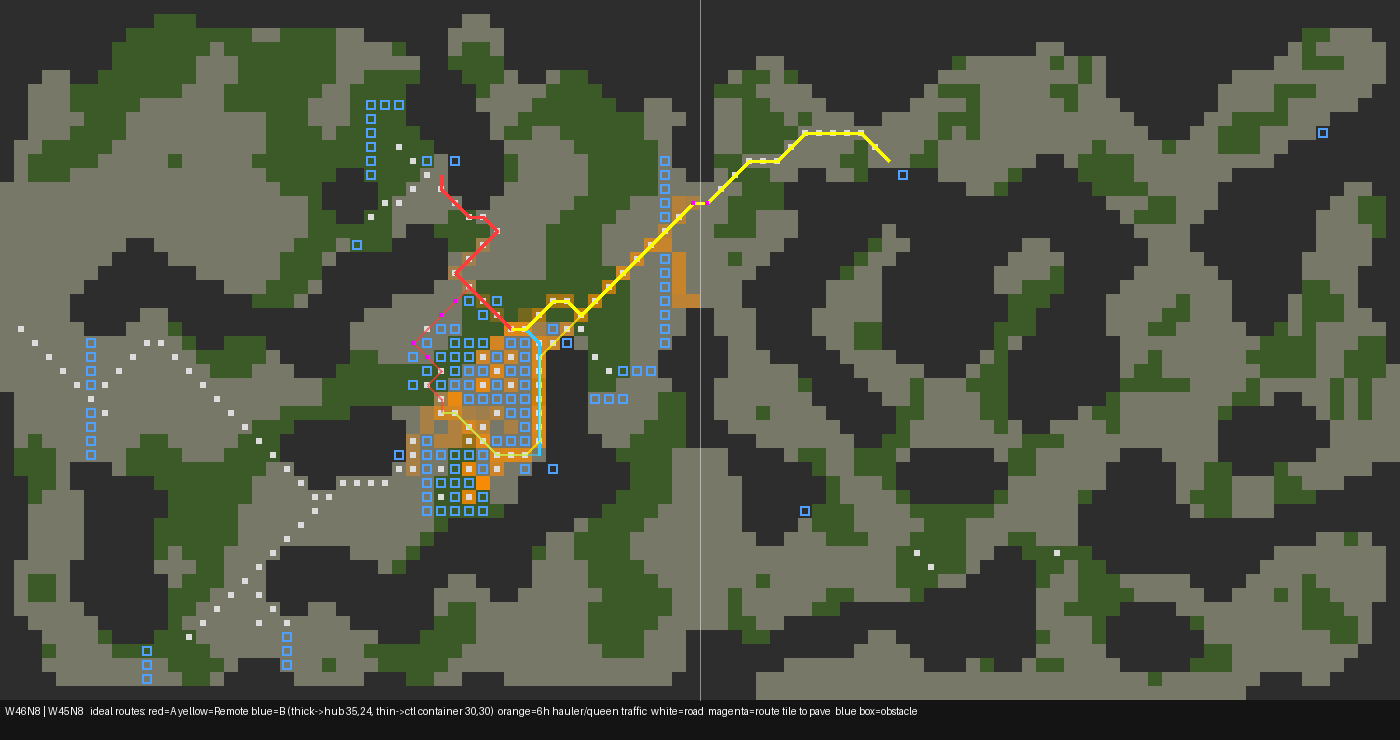 W46N8 | W45N8   ideal routes: red=A yellow=Remote blue=B (thick->hub 35,24, thin->ctl container 30,30)  orange=6h hauler/queen traffic  white=road  magenta=route tile to pave  blue box=obstacle